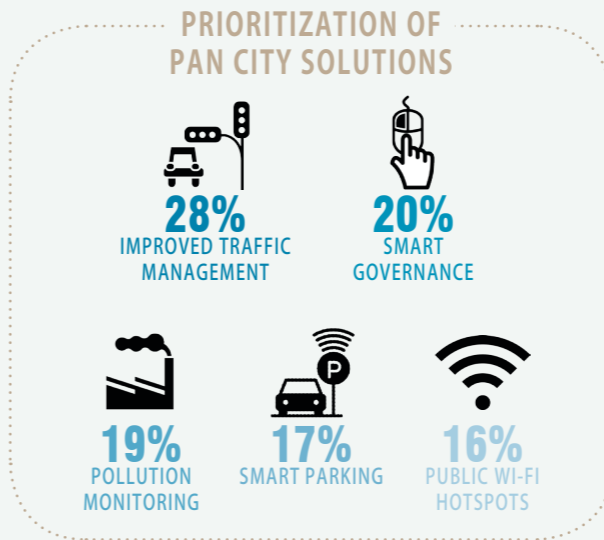 PRIORITIZATION OF
PAN CITY SOLUTIONS
28%
IMPROVED TRAFFIC
MANAGEMENT
20%
SMART
GOVERNANCE
19%
POLLUTION
MONITORING
P
17%
SMART PARKING
16%
PUBLIC WI-FI
HOTSPOTS